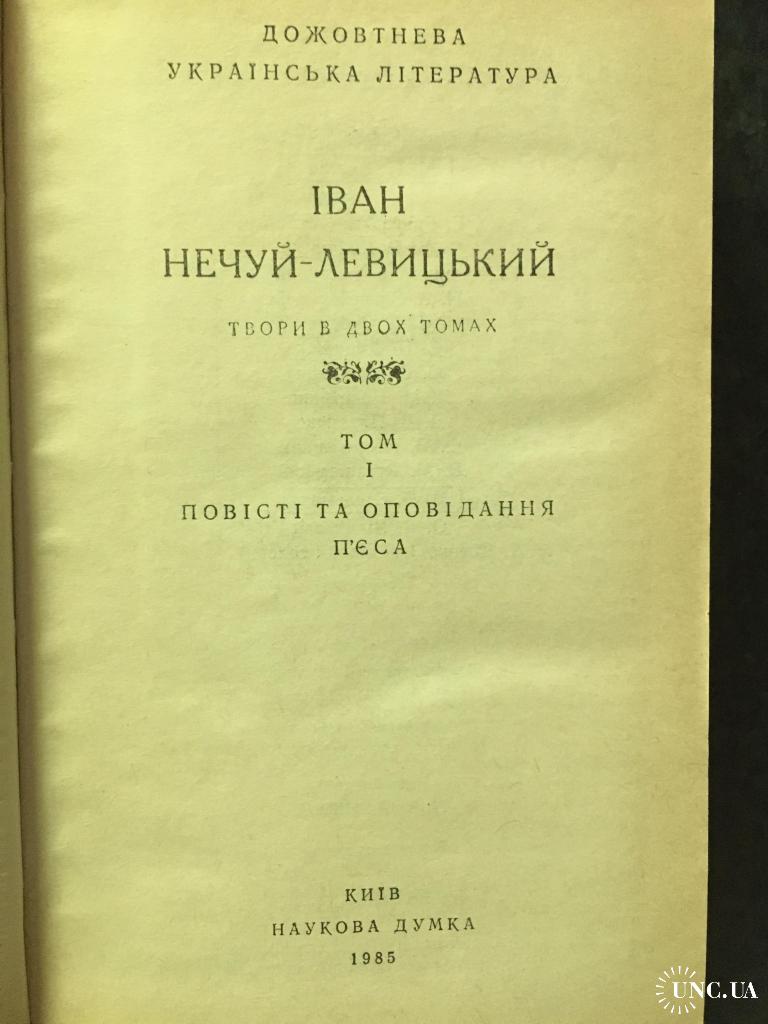 ДОЖОВТНЕВА
УКРАЇНСЬКА ЛІТЕРАТУРА
ІВАН
НЕЧУЙ-ЛЕВИЦЬКИЙ
ТВОРИ В ДВОХ ТОМАХ
ТОМ
І
ПОВІСТІ ТА ОПОВІДАННЯ
П'ЄСА
КИЇВ
НАУКОВА ДУМКА
1985
UNC.UA